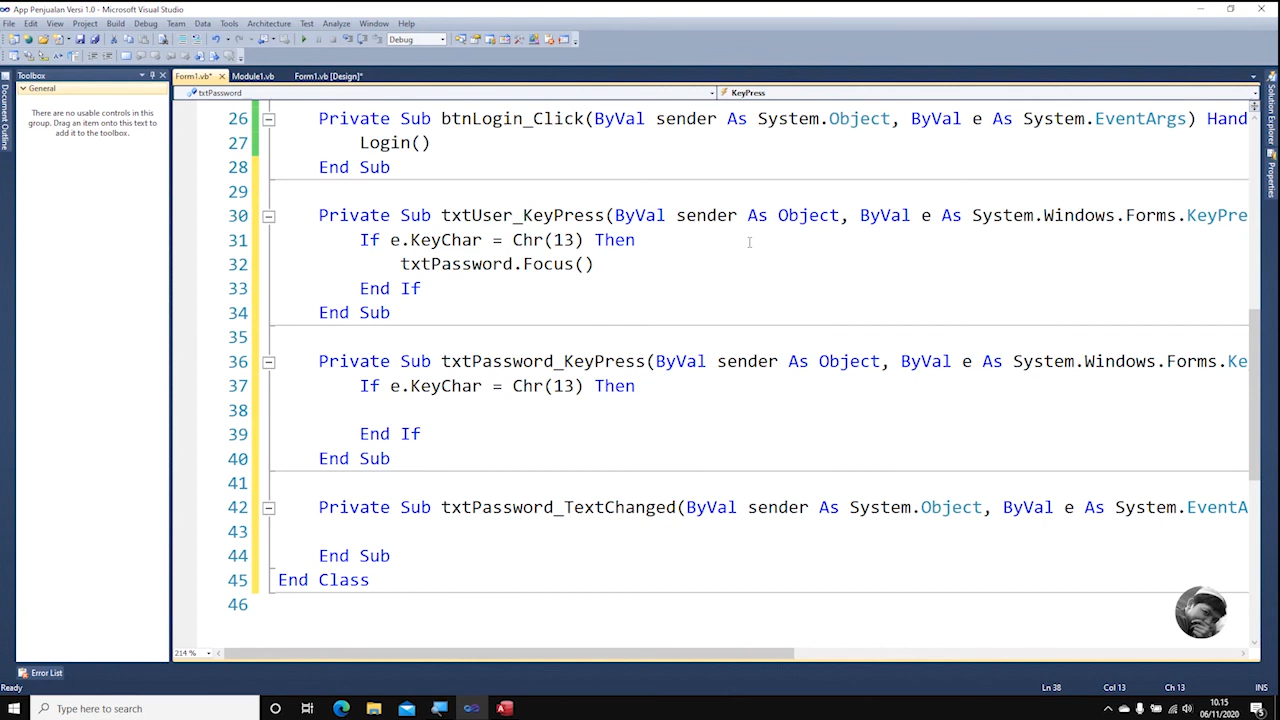 App Penjualan Versi 1.0 - Microsoft Visual Studio
File Edit View Project Build Debug Team Data Tools Architecture Test Analyze Window Help
Debug
Toolbox
General
There are no usable controls in this
group. Drag an item onto this text to
add it to the toolbox.
Document Outline
Form1.vb* Module1.vb Form1.vb [Design]*
txtPassword KeyPress
26 Private Sub btnLogin_Click(ByVal sender As System.Object, ByVal e As System.EventArgs) Hand
27 Login()
28 End Sub
29
30 Private Sub txtUser_KeyPress(ByVal sender As Object, ByVal e As System.Windows.Forms.KeyPre
31 If e.KeyChar = Chr(13) Then
32 txtPassword.Focus()
33 End If
34 End Sub
35
36 Private Sub txtPassword_KeyPress(ByVal sender As Object, ByVal e As System.Windows.Forms.Ke
37 If e.KeyChar = Chr(13) Then
38
39 End If
40 End Sub
41
42 Private Sub txtPassword_TextChanged(ByVal sender As System.Object, ByVal e As System.EventA
43
44 End Sub
45 End Class
46
Solution Explorer
Properties
214 %
Error List
Ready
Ln 38 Col 13 Ch 13 INS
Type here to search
10.15
06/11/2020
5